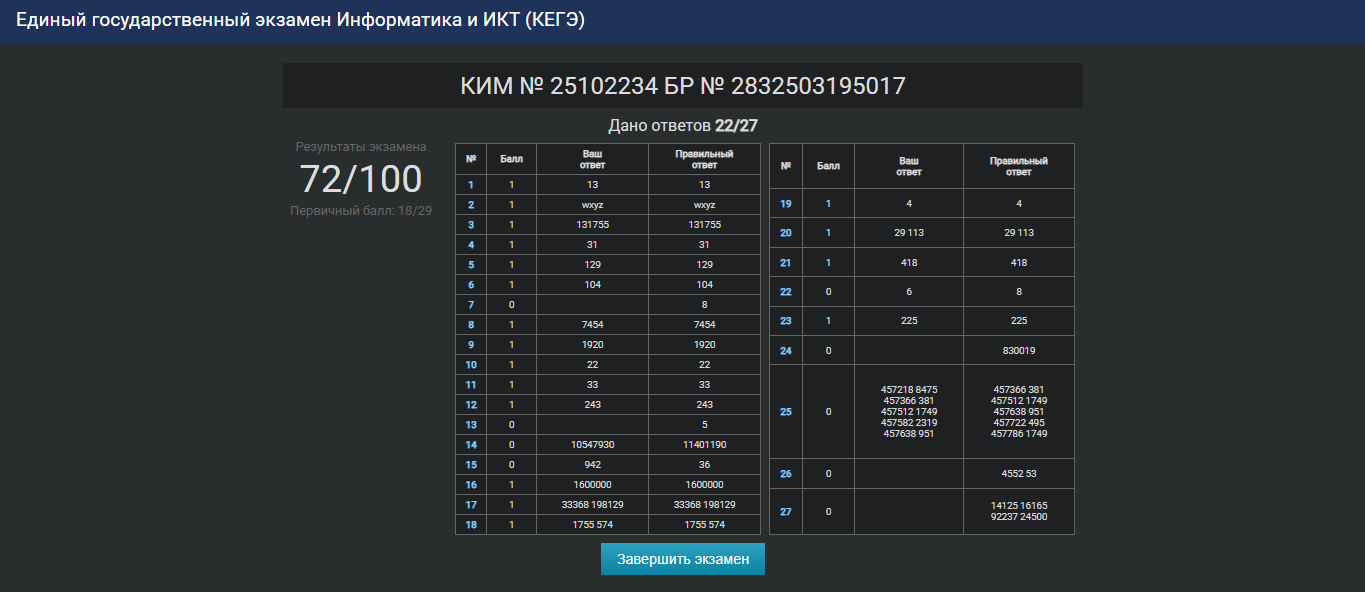 Единый государственный экзамен Информатика и ИКТ (КЕГЭ)
КИМ № 25102234 БР № 2832503195017
Дано ответов 22/27
Результаты экзамена
72/100
Первичный балл: 18/29
№ Балл Ваш ответ Правильный ответ
1 1 13 13
2 1 wxyz wxyz
3 1 131755 131755
4 1 31 31
5 1 129 129
6 1 104 104
7 0 8
8 1 7454 7454
9 1 1920 1920
10 1 22 22
11 1 33 33
12 1 243 243
13 0 5
14 0 10547930 11401190
15 0 942 36
16 1 1600000 1600000
17 1 33368 198129 33368 198129
18 1 1755 574 1755 574
№ Балл Ваш ответ Правильный ответ
19 1 4 4
20 1 29 113 29 113
21 1 418 418
22 0 6 8
23 1 225 225
24 0 830019
457218 8475 457366 381
457366 381 457512 1749
25 0 457512 1749 457638 951
457582 2319 457722 495
457638 951 457786 1749
26 0 4552 53
27 0 14125 16165
92237 24500
Завершить экзамен